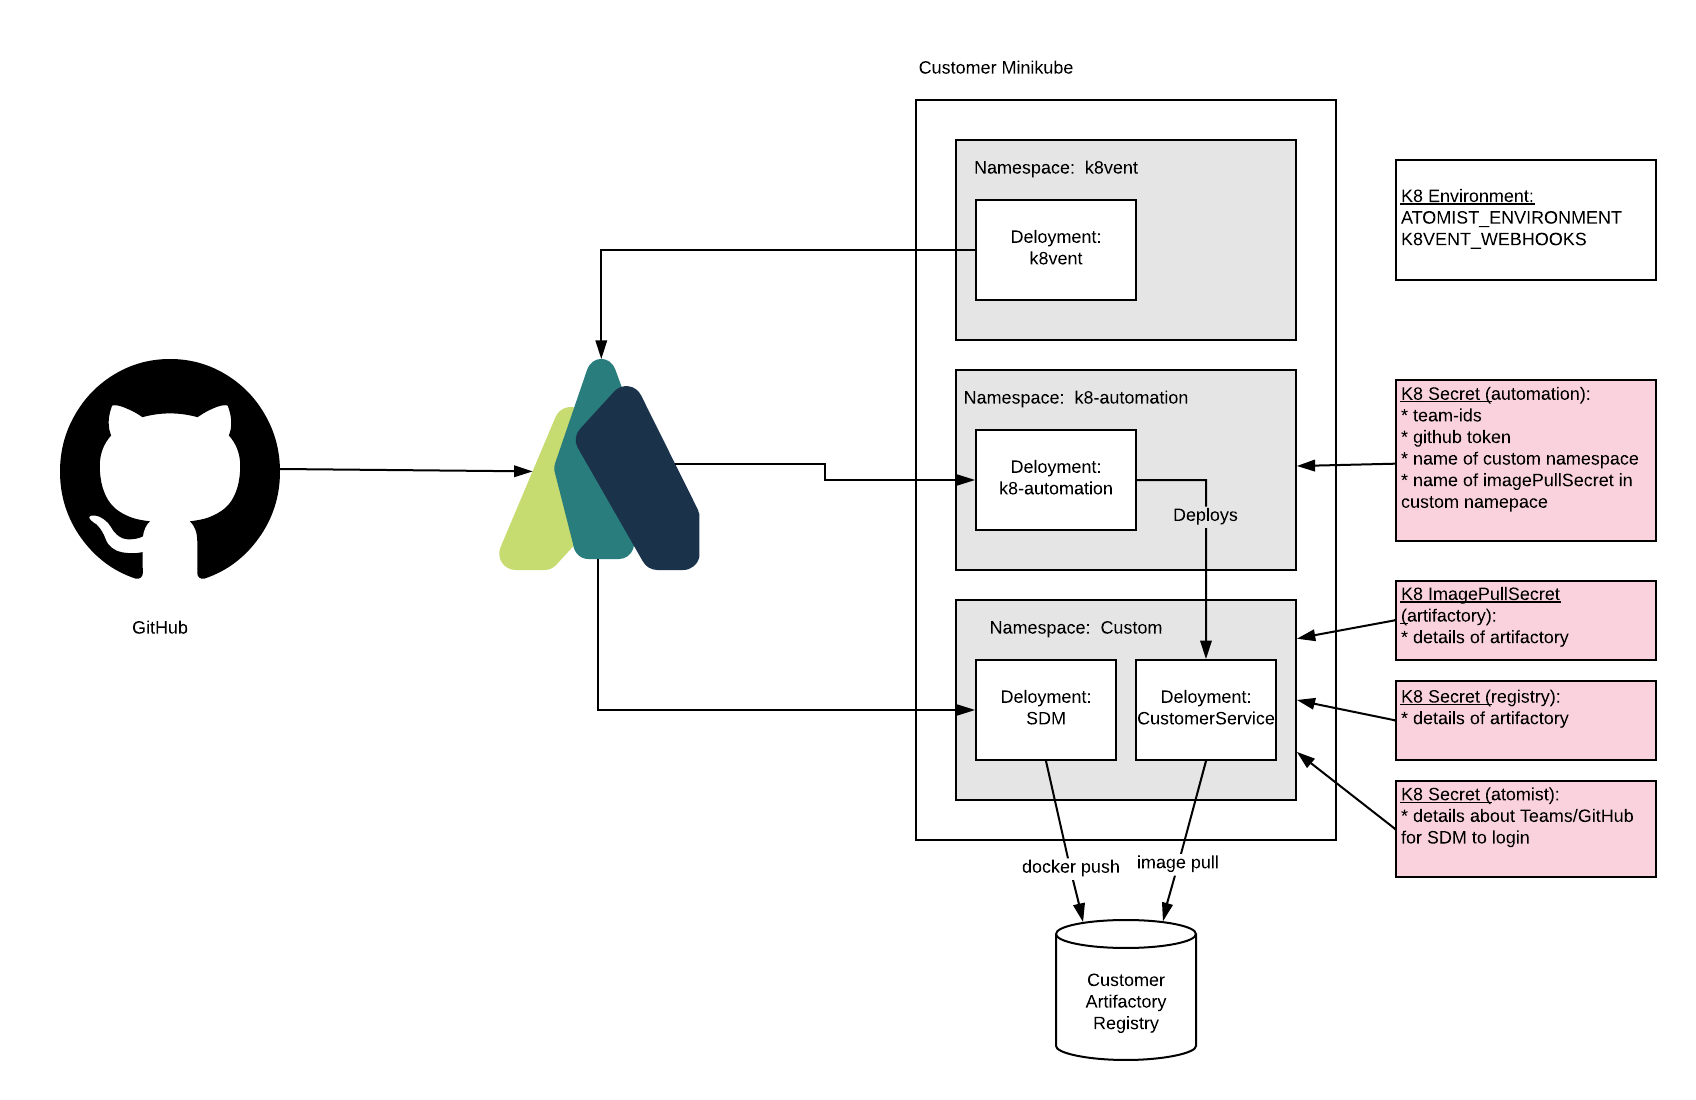 Customer Minikube
Namespace:  k8vent
Deloyment:
k8vent
K8 Environment:
ATOMIST_ENVIRONMENT
K8VENT_WEBHOOKS
Namespace:  k8-automation
Deloyment:
k8-automation
Deploys
K8 Secret (automation):
* team-ids
* github token
* name of custom namespace
* name of imagePullSecret in
custom namepace
GitHub
Namespace:  Custom
Deloyment:
SDM
Deloyment:
CustomerService
K8 ImagePullSecret
(artifactory):
* details of artifactory
K8 Secret (registry):
* details of artifactory
K8 Secret (atomist):
* details about Teams/GitHub
for SDM to login
docker push
image pull
Customer
Artifactory
Registry